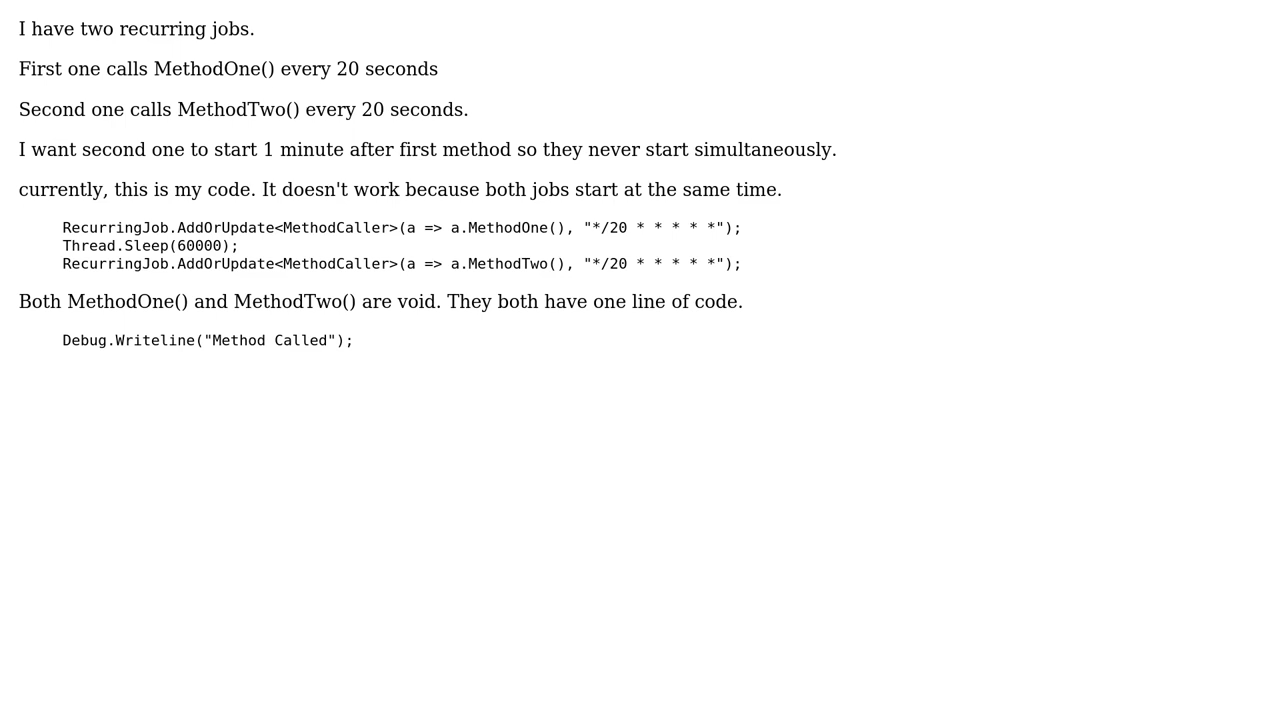 I have two recurring jobs.
First one calls MethodOne() every 20 seconds
Second one calls MethodTwo() every 20 seconds.
I want second one to start 1 minute after first method so they never start simultaneously.
currently, this is my code. It doesn't work because both jobs start at the same time.
RecurringJob.AddOrUpdate<MethodCaller>(a => a.MethodOne(), "*/20 * * * * *");
Thread.Sleep(60000);
RecurringJob.AddOrUpdate<MethodCaller>(a => a.MethodTwo(), "*/20 * * * * *");
Both MethodOne() and MethodTwo() are void. They both have one line of code.
Debug.Writeline("Method Called");